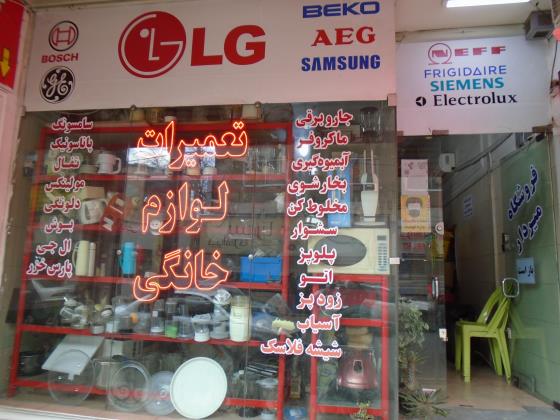 BOSCH
GE
LG
BEKO
AEG
SAMSUNG
NEFF
FRIGIDAIRE
SIEMENS
Electrolux
تعمیرات
لوازم
خانگی
سامسونگ
پاناسونیک
تفال
مولینکس
دلونگی
بوش
ال جی
پارس خزر
جاروبرقی
ماکروفر
آبمیوه‌گیری
بخارشوی
مخلوط کن
سشوار
پلوپز
اتو
زودپز
آسیاب
شیشه فلاسک
فروشگاه